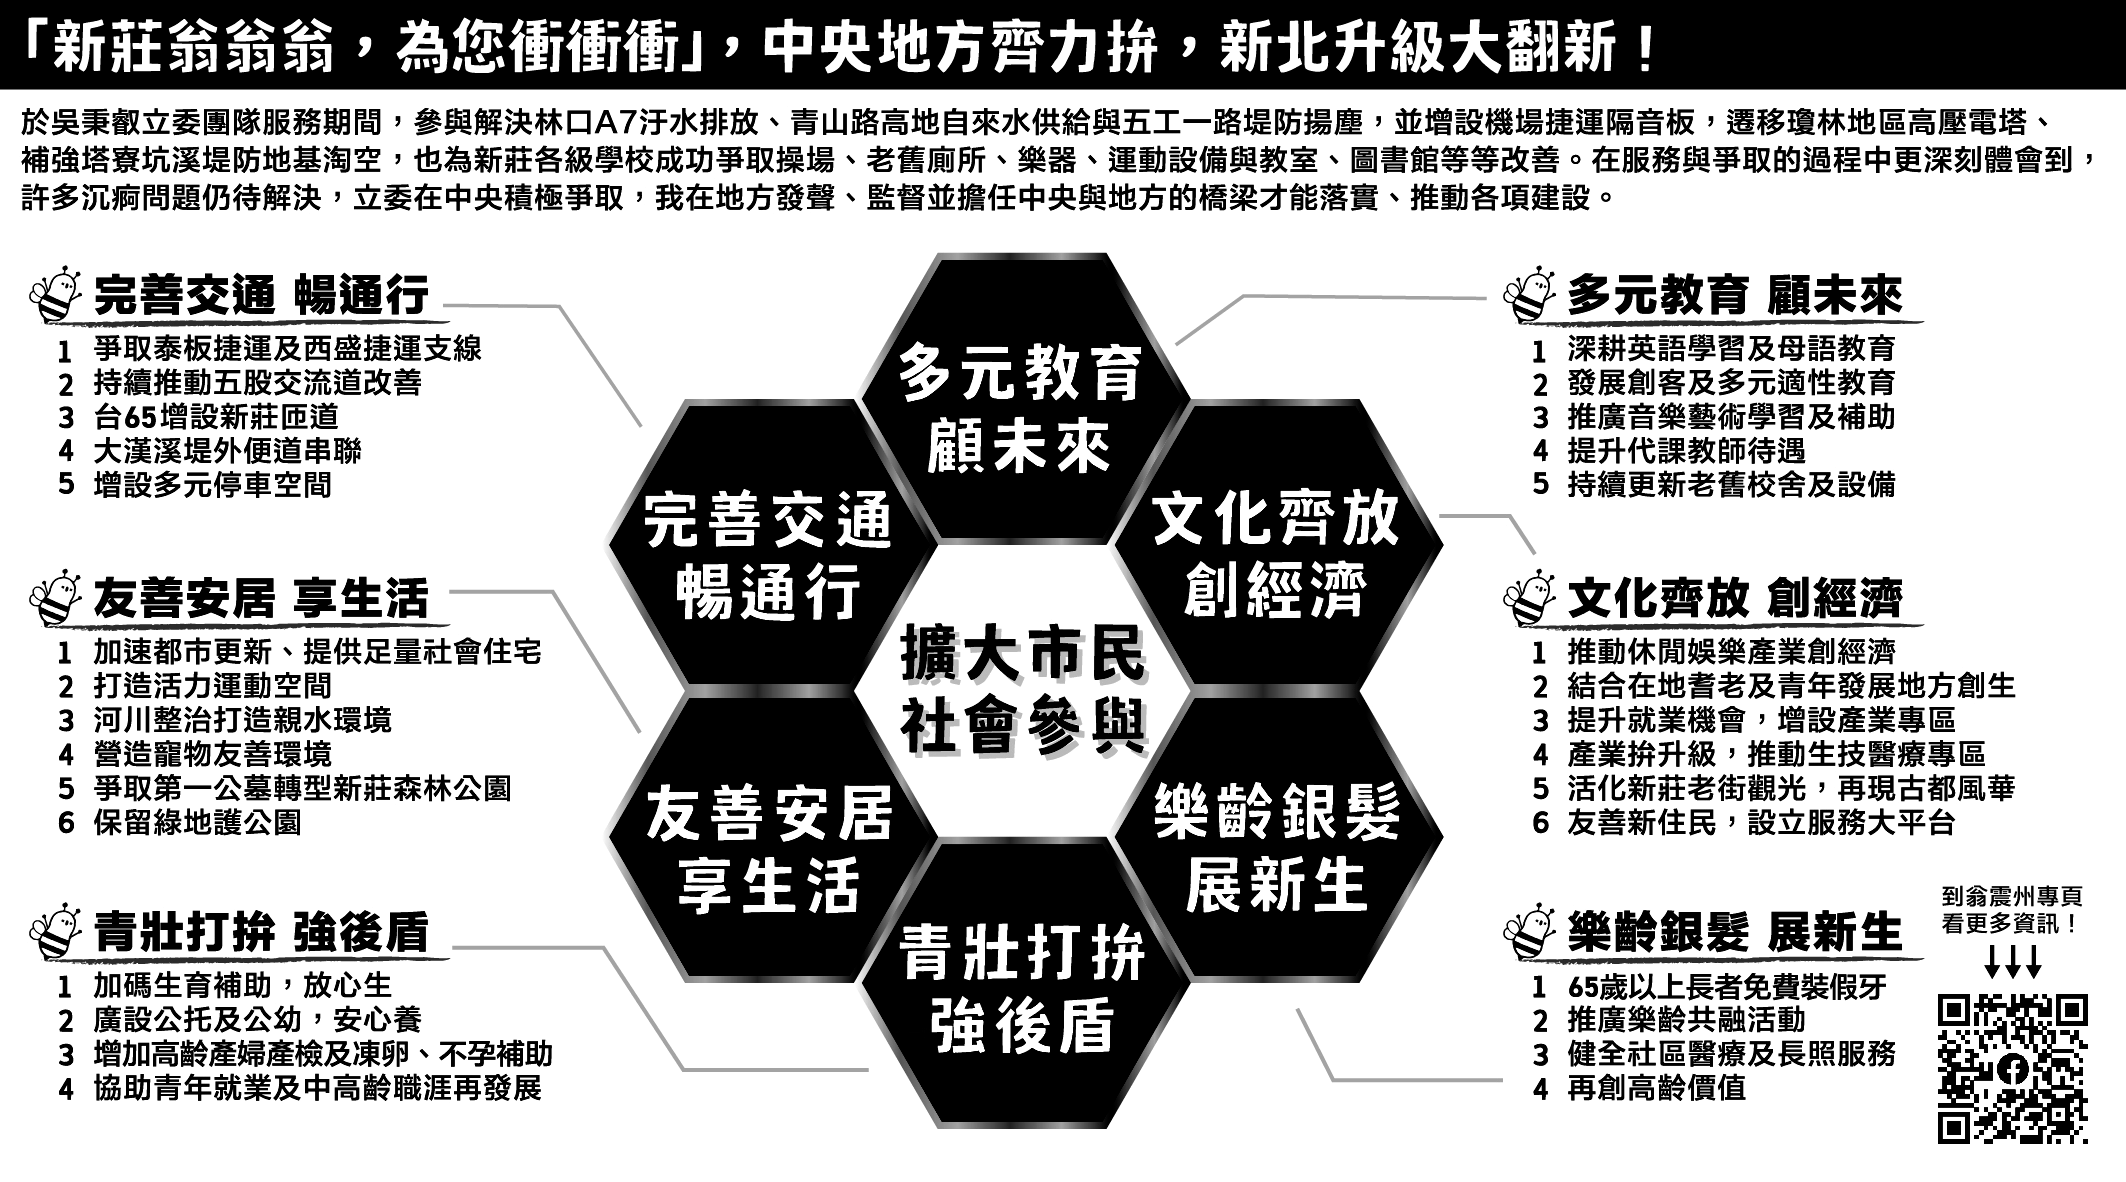 「新莊翁翁翁，為您衝衝衝」，中央地方齊力拚，新北升級大翻新！
於吳秉叡立委團隊服務期間，參與解決林口A7汙水排放、青山路高地自來水供給與五工一路堤防揚塵，並增設機場捷運隔音板，遷移瓊林地區高壓電塔、
補強塔寮坑溪堤防地基淘空，也為新莊各級學校成功爭取操場、老舊廁所、樂器、運動設備與教室、圖書館等等改善。在服務與爭取的過程中更深刻體會到，
許多沉痾問題仍待解決，立委在中央積極爭取，我在地方發聲、監督並擔任中央與地方的橋梁才能落實、推動各項建設。
完善交通 暢通行
1 爭取泰板捷運及西盛捷運支線
2 持續推動五股交流道改善
3 台65增設新莊匝道
4 大漢溪堤外便道串聯
5 增設多元停車空間
友善安居 享生活
1 加速都市更新、提供足量社會住宅
2 打造活力運動空間
3 河川整治打造親水環境
4 營造寵物友善環境
5 爭取第一公墓轉型新莊森林公園
6 保留綠地護公園
青壯打拚 強後盾
1 加碼生育補助，放心生
2 廣設公托及公幼，安心養
3 增加高齡產婦產檢及凍卵、不孕補助
4 協助青年就業及中高齡職涯再發展
多元教育
顧未來
完善交通
暢通行
文化齊放
創經濟
擴大市民
社會參與
友善安居
享生活
樂齡銀髮
展新生
青壯打拚
強後盾
多元教育 顧未來
1 深耕英語學習及母語教育
2 發展創客及多元適性教育
3 推廣音樂藝術學習及補助
4 提升代課教師待遇
5 持續更新老舊校舍及設備
文化齊放 創經濟
1 推動休閒娛樂產業創經濟
2 結合在地耆老及青年發展地方創生
3 提升就業機會，增設產業專區
4 產業拚升級，推動生技醫療專區
5 活化新莊老街觀光，再現古都風華
6 友善新住民，設立服務大平台
樂齡銀髮 展新生
1 65歲以上長者免費裝假牙
2 推廣樂齡共融活動
3 健全社區醫療及長照服務
4 再創高齡價值
到翁震州專頁
看更多資訊！